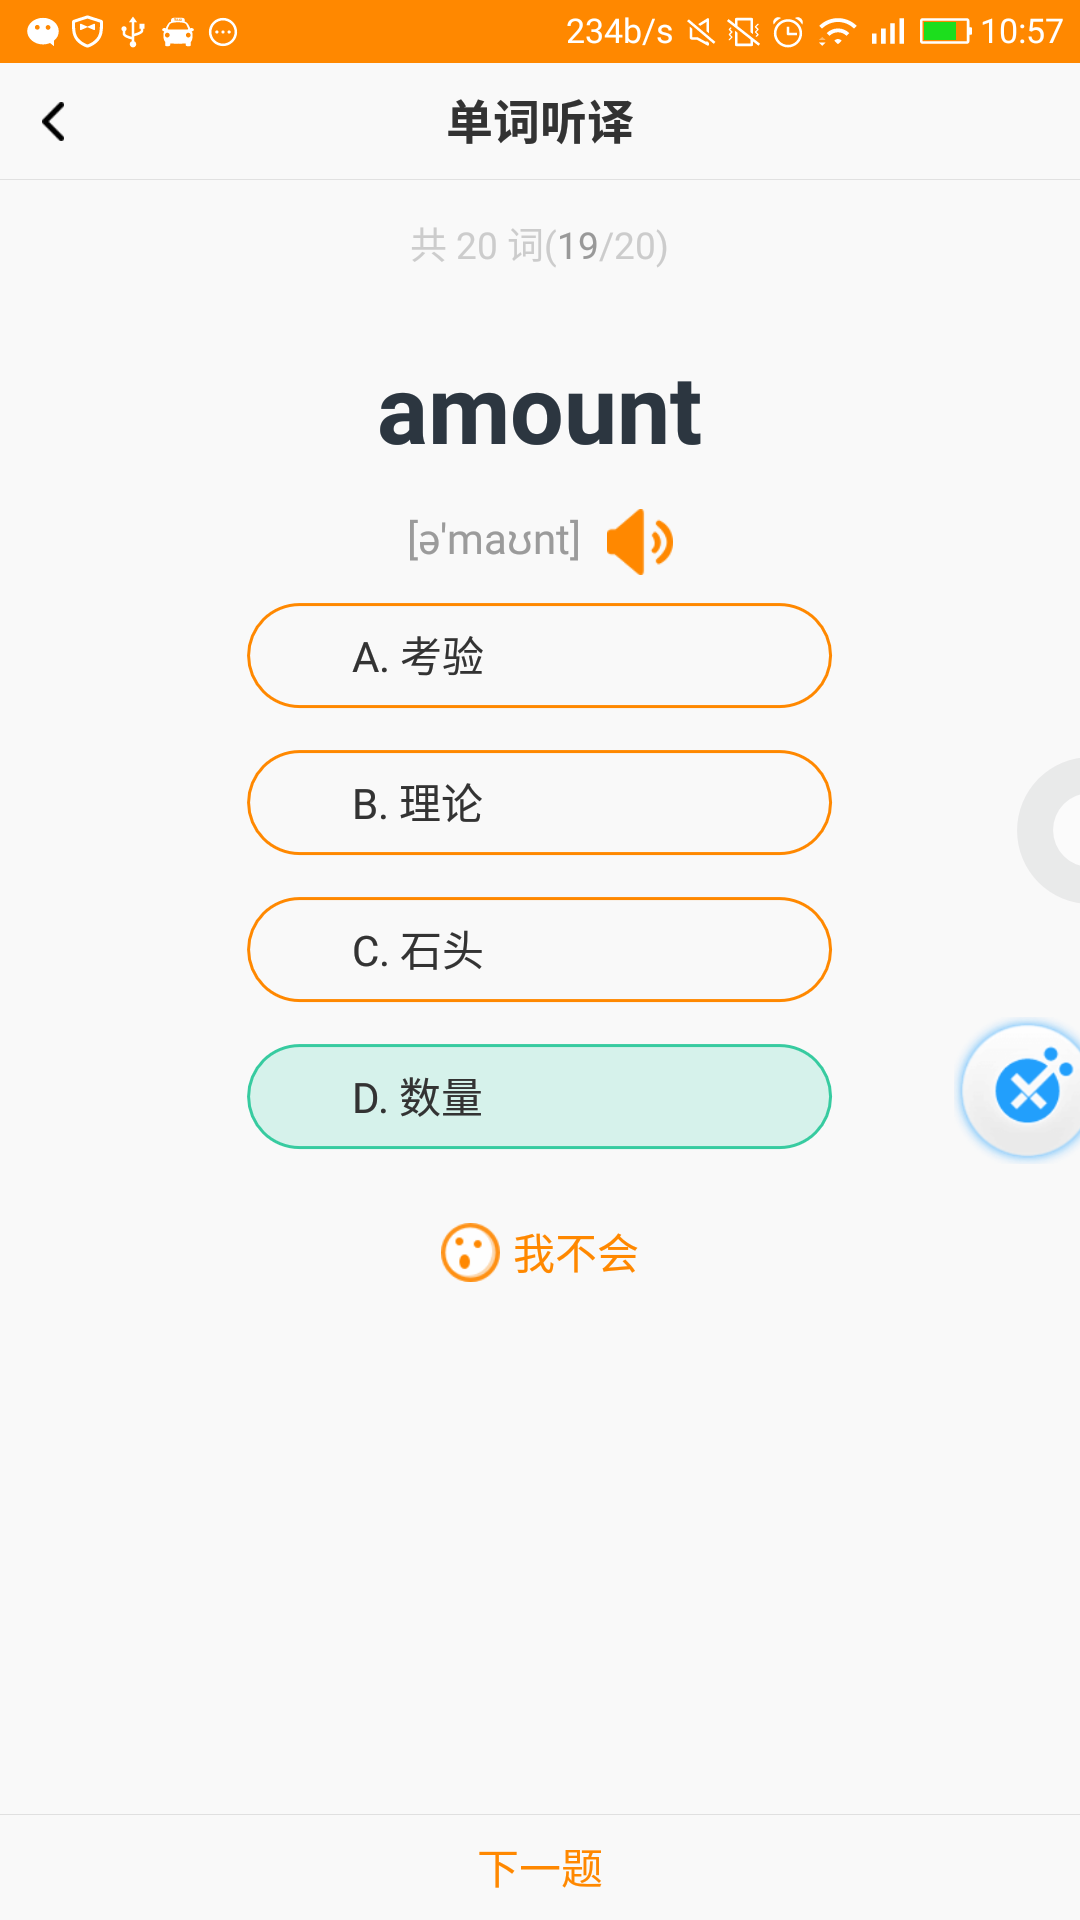 234b/s 10:57
单词听译
共 20 词(19/20)
amount
[ə'maʊnt]
A. 考验
B. 理论
C. 石头
D. 数量
我不会
下一题